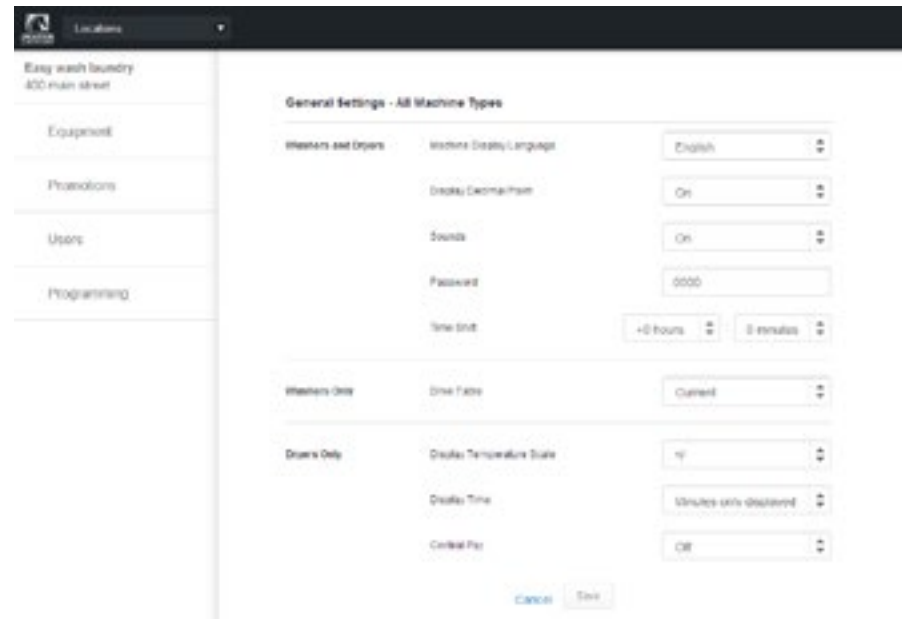 Locations
Easy wash laundry
400 main street
Equipment
Promotions
Users
Programming
General Settings - All Machine Types
Washers and Dryers Machine Display Language English
Display Decimal Point On
Sounds On
Password 0000
Time Shift +0 hours 0 minutes
Washers Only Drive Table Current
Dryers Only Display Temperature Scale
Display Time Minutes only displayed
Central Pay Off
Cancel Save